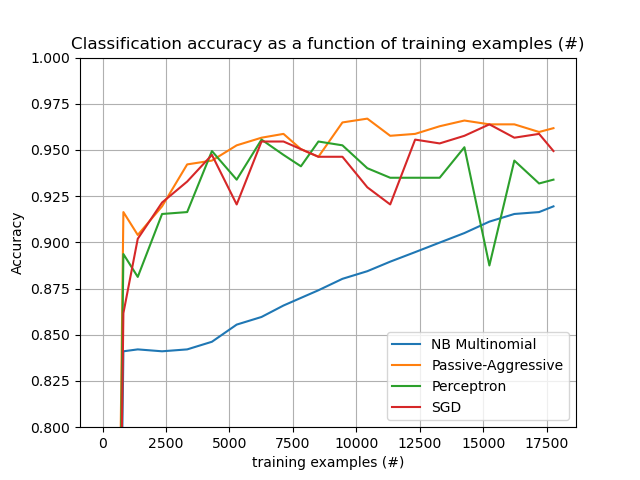 Classification accuracy as a function of training examples (#)
1.000
0.975
0.950
0.925
0.900
0.875
0.850
0.825
0.800
Accuracy
NB Multinomial
Passive-Aggressive
Perceptron
SGD
0 2500 5000 7500 10000 12500 15000 17500
training examples (#)